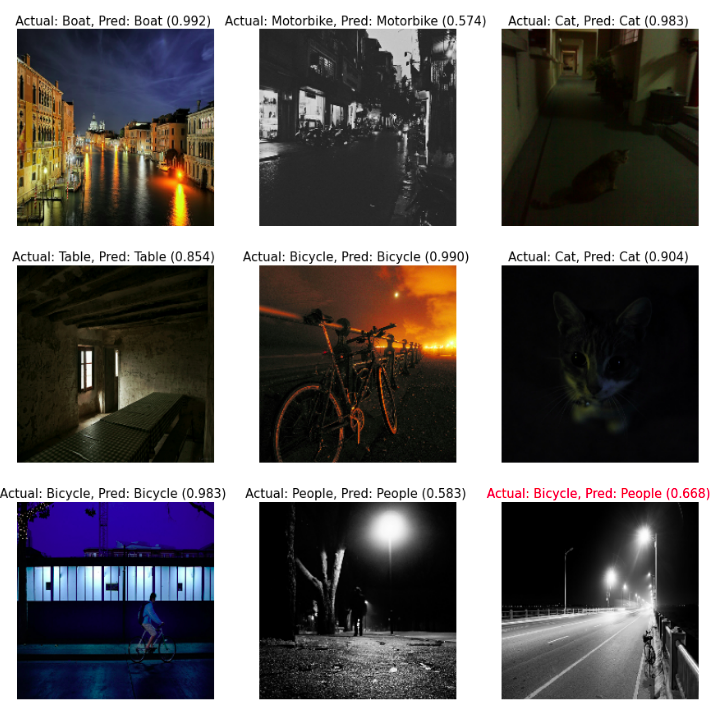 Actual: Boat, Pred: Boat (0.992)
Actual: Motorbike, Pred: Motorbike (0.574)
Actual: Cat, Pred: Cat (0.983)
Actual: Table, Pred: Table (0.854)
Actual: Bicycle, Pred: Bicycle (0.990)
Actual: Cat, Pred: Cat (0.904)
Actual: Bicycle, Pred: Bicycle (0.983)
Actual: People, Pred: People (0.583)
Actual: Bicycle, Pred: People (0.668)